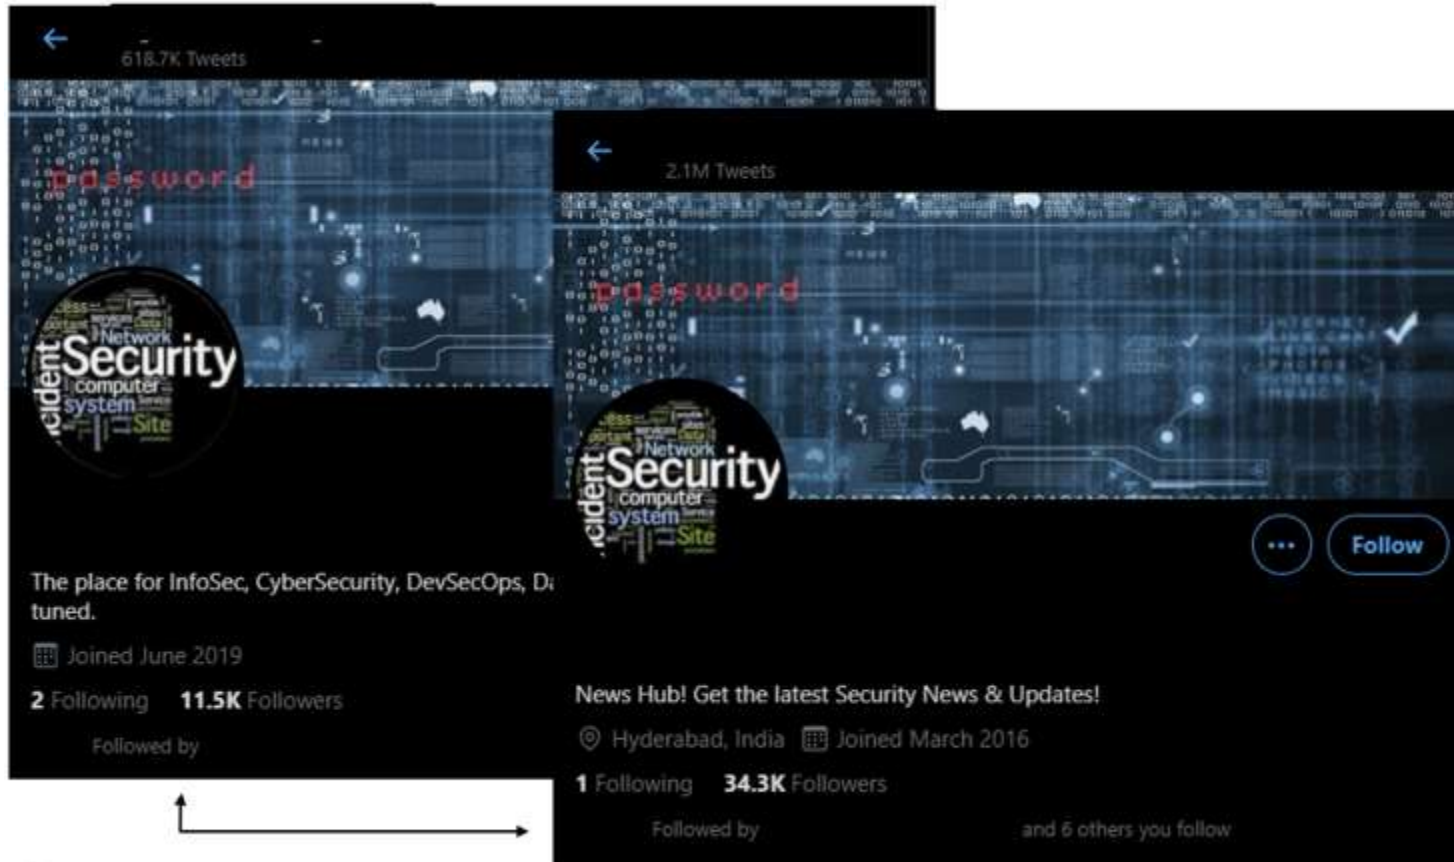 618.7K Tweets
password
Network
Security
computer
system
Site
The place for InfoSec, CyberSecurity, DevSecOps,
tuned.
Joined June 2019
2 Following 11.5K Followers
Followed by
2.1M Tweets
password
Network
Security
computer
system Service
Site
Follow
News Hub! Get the latest Security News & Updates!
Hyderabad, India Joined March 2016
1 Following 34.3K Followers
Followed by and 6 others you follow